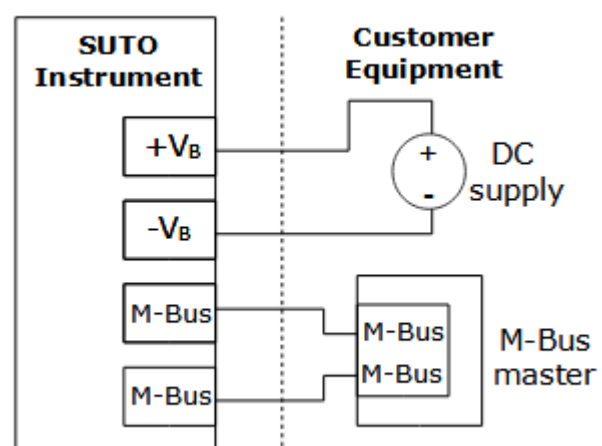 SUTO
Instrument
Customer
Equipment
+VB
-VB
M-Bus
M-Bus
+
-
DC
supply
M-Bus
M-Bus
M-Bus
master